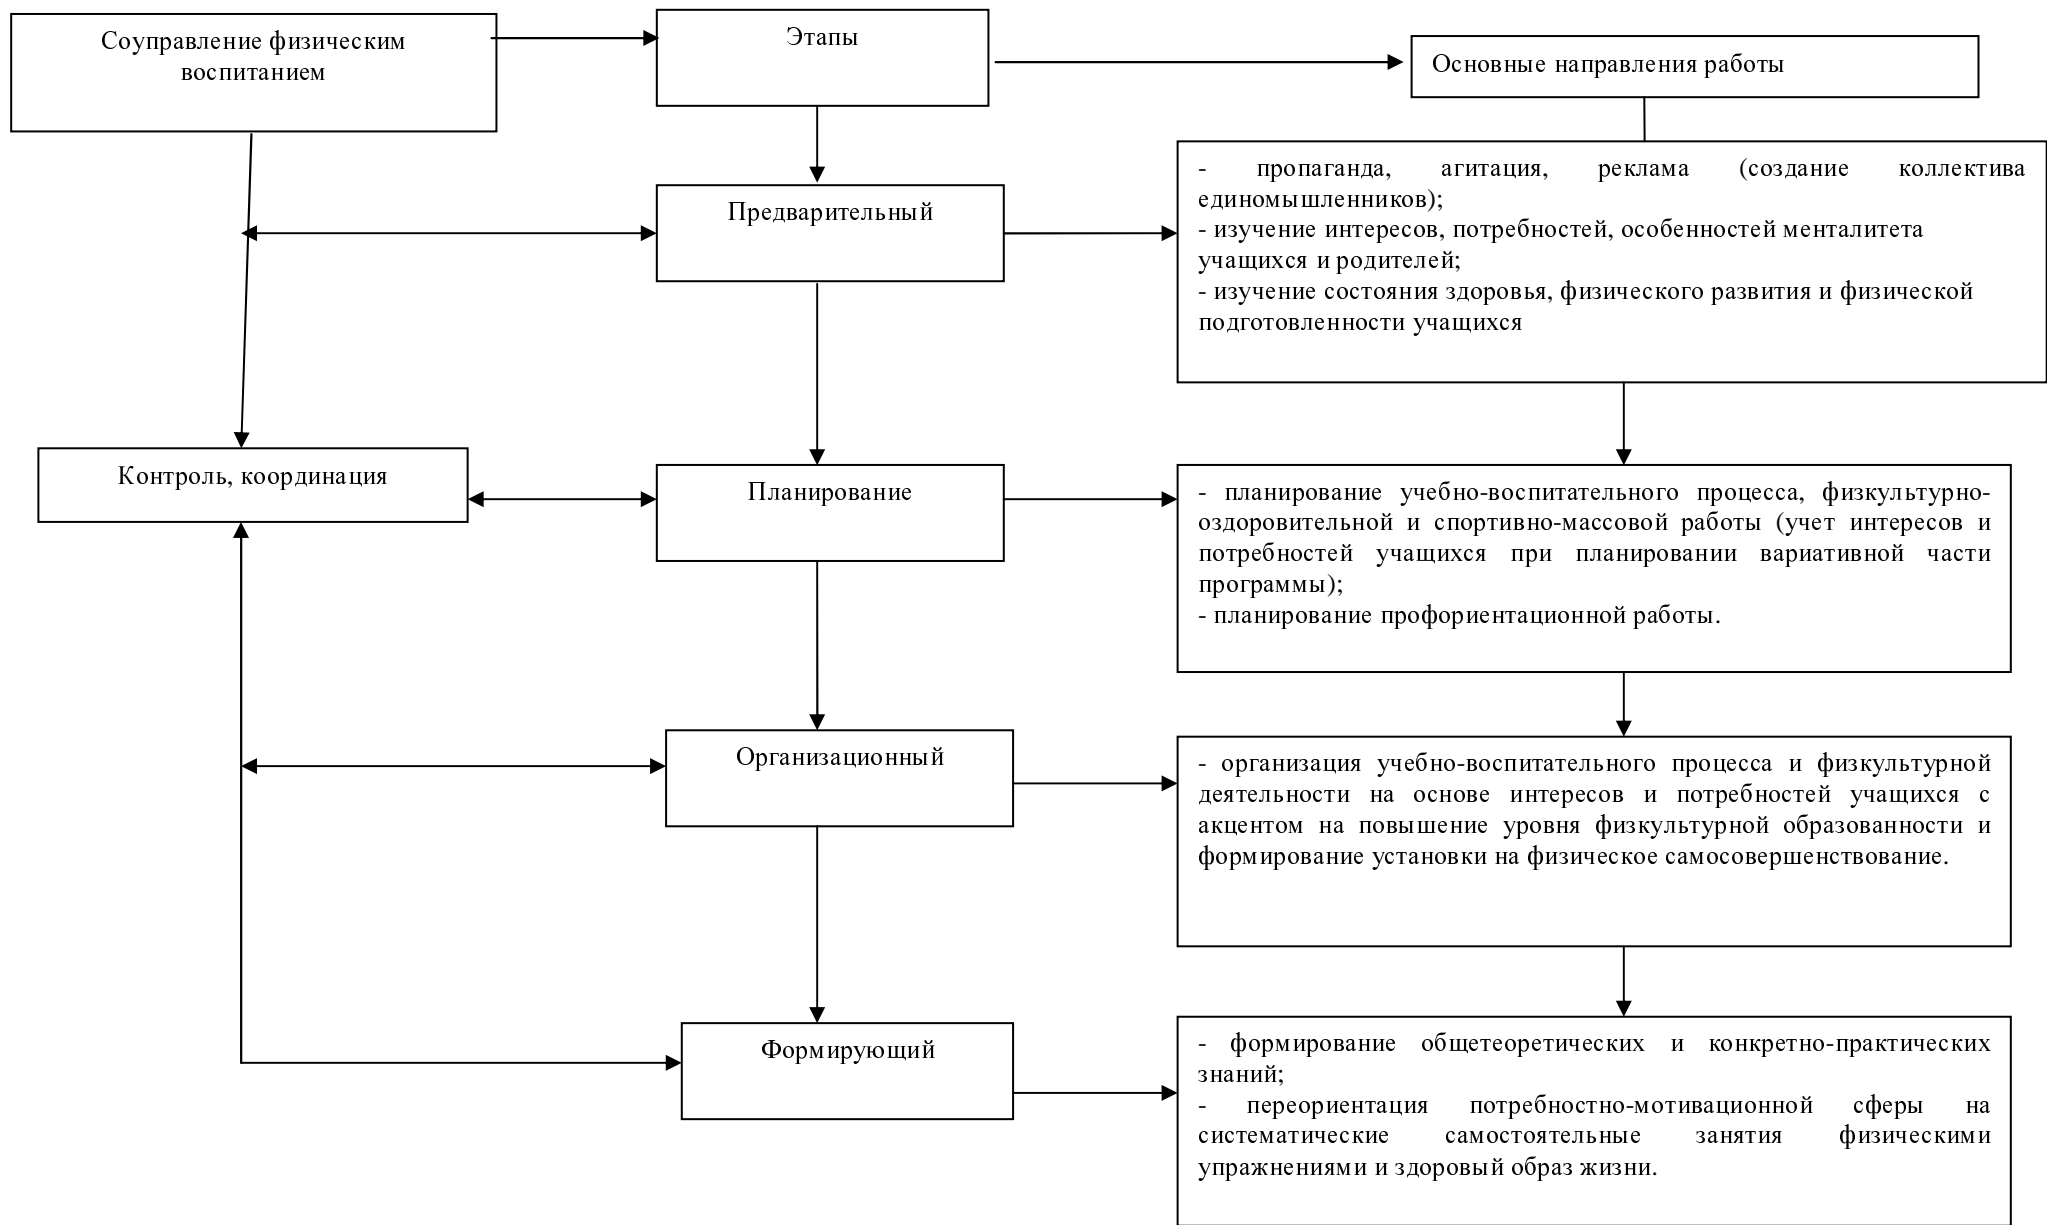 Соуправление физическим
воспитанием
Этапы
Основные направления работы
Предварительный
- пропаганда, агитация, реклама (создание коллектива
единомышленников);
- изучение интересов, потребностей, особенностей менталитета
учащихся и родителей;
- изучение состояния здоровья, физического развития и физической
подготовленности учащихся
Контроль, координация
Планирование
- планирование учебно-воспитательного процесса, физкультурно-
оздоровительной и спортивно-массовой работы (учет интересов и
потребностей учащихся при планировании вариативной части
программы);
- планирование профориентационной работы.
Организационный
- организация учебно-воспитательного процесса и физкультурной
деятельности на основе интересов и потребностей учащихся с
акцентом на повышение уровня физкультурной образованности и
формирование установки на физическое самосовершенствование.
Формирующий
- формирование общетеоретических и конкретно-практических
знаний;
- переориентация потребностно-мотивационной сферы на
систематические самостоятельные занятия физическими
упражнениями и здоровый образ жизни.